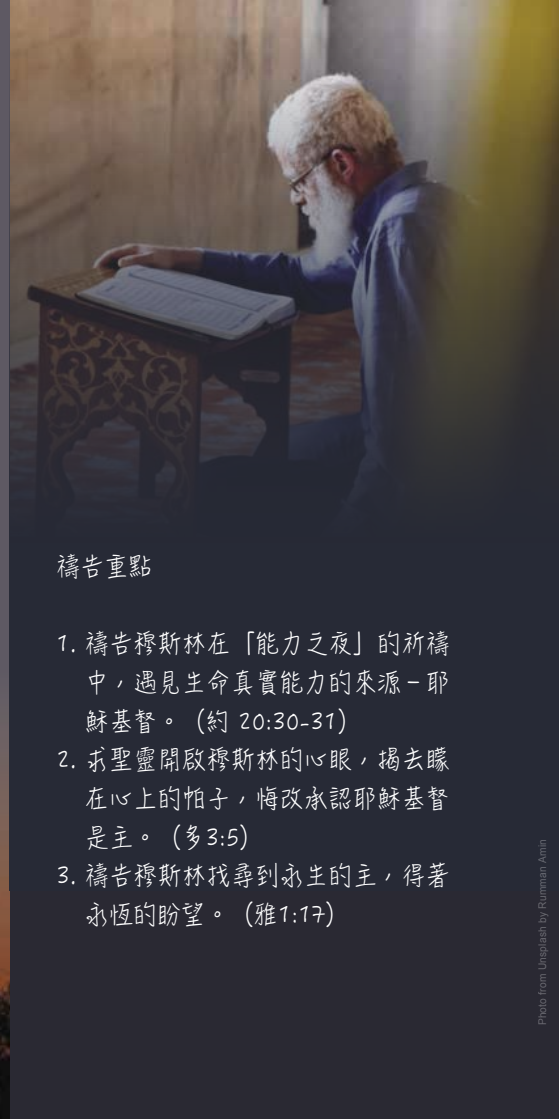 禱告重點
1. 禱告穆斯林在「能力之夜」的祈禱
中，遇見生命真實能力的來源－耶
穌基督。（約 20:30-31）
2. 求聖靈開啟穆斯林的心眼，揭去矇
在心上的帕子，悔改承認耶穌基督
是主。（多3:5）
3. 禱告穆斯林找尋到永生的主，得著
永恆的盼望。（雅1:17）
Photo from Unsplash by Rumman Amin